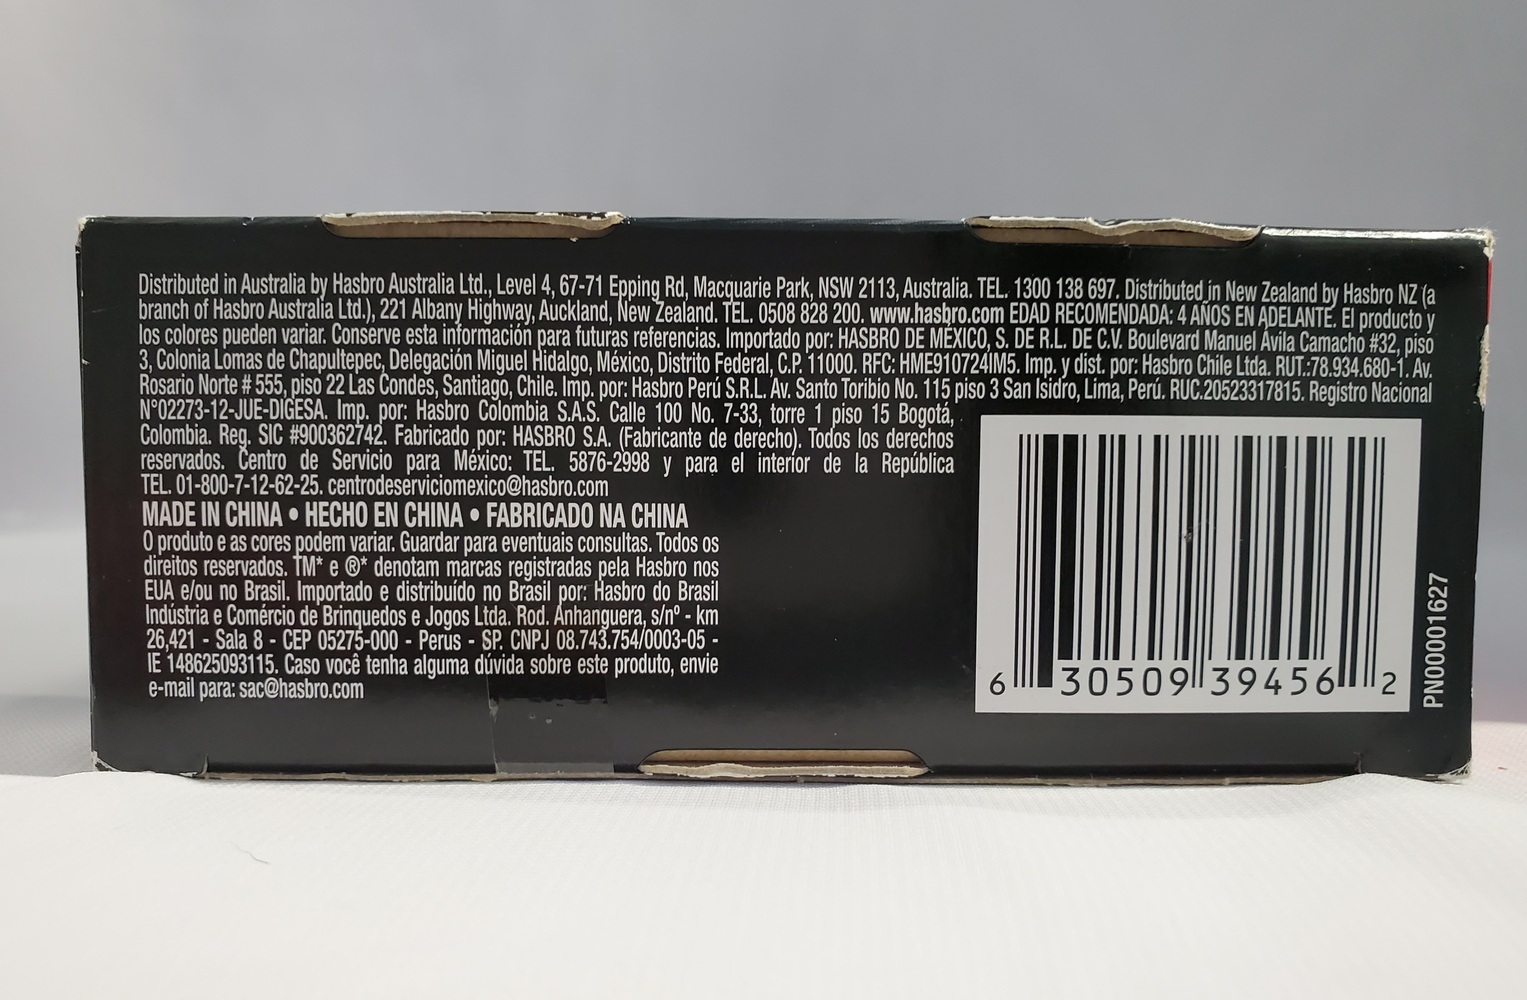 Distributed in Australia by Hasbro Australia Ltd., Level 4, 67-71 Epping Rd, Macquarie Park, NSW 2113, Australia. TEL. 1300 138 697. Distributed in New Zealand by Hasbro NZ (a
branch of Hasbro Australia Ltd.), 221 Albany Highway, Auckland, New Zealand. TEL. 0508 828 200. www.hasbro.com EDAD RECOMENDADA: 4 AÑOS EN ADELANTE. El producto y
los colores pueden variar. Conserve esta información para futuras referencias. Importado por: HASBRO DE MÉXICO, S. DE R.L. DE C.V. Boulevard Manuel Ávila Camacho #32, piso
3, Colonia Lomas de Chapultepec, Delegación Miguel Hidalgo, México, Distrito Federal, C.P. 11000. RFC: HME910724IM5. Imp. y dist. por: Hasbro Chile Ltda. RUT.:78.934.680-1. Av.
Rosario Norte # 555, piso 22 Las Condes, Santiago, Chile. Imp. por: Hasbro Perú S.R.L. Av. Santo Toribio No. 115 piso 3 San Isidro, Lima, Perú. RUC.20523317815. Registro Nacional
N°02273-12-JUE-DIGESA. Imp. por: Hasbro Colombia S.A.S. Calle 100 No. 7-33, torre 1 piso 15 Bogotá,
Colombia. Reg. SIC #900362742. Fabricado por: HASBRO S.A. (Fabricante de derecho). Todos los derechos
reservados. Centro de Servicio para México: TEL. 5876-2998 y para el interior de la República
TEL. 01-800-7-12-62-25. centrodeserviciomexico@hasbro.com
MADE IN CHINA • HECHO EN CHINA • FABRICADO NA CHINA
O produto e as cores podem variar. Guardar para eventuais consultas. Todos os
direitos reservados. TM* e ®* denotam marcas registradas pela Hasbro nos
EUA e/ou no Brasil. Importado e distribuído no Brasil por: Hasbro do Brasil
Indústria e Comércio de Brinquedos e Jogos Ltda. Rod. Anhanguera, s/nº - km
26,421 - Sala 8 - CEP 05275-000 - Perus - SP. CNPJ 08.743.754/0003-05 -
IE 148625093115. Caso você tenha alguma dúvida sobre este produto, envie
e-mail para: sac@hasbro.com
6 30509 39456 2
PN00001627